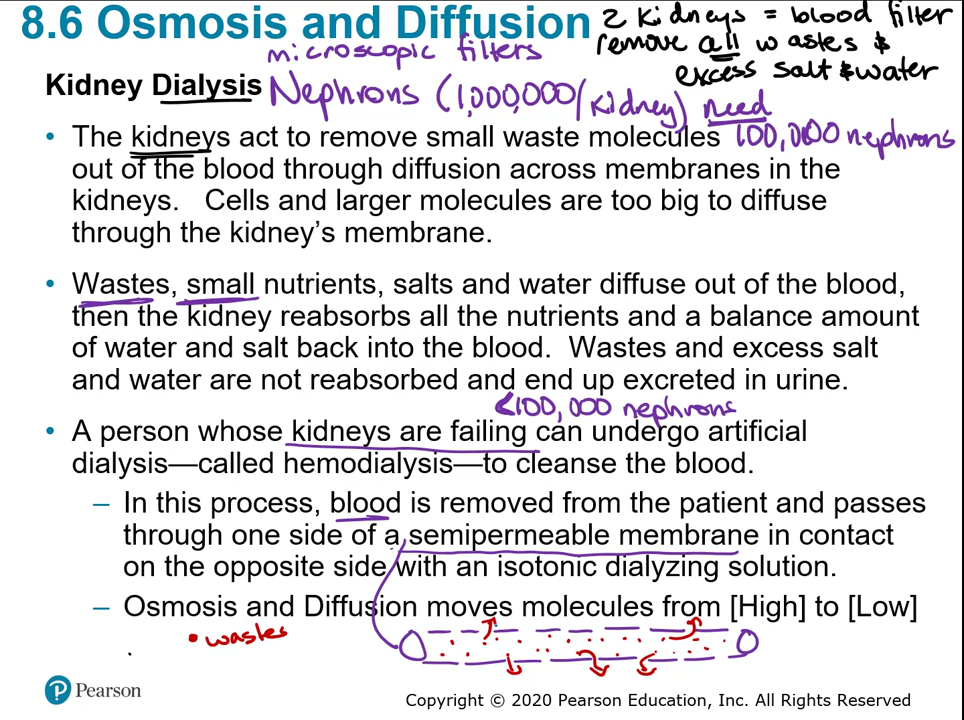 8.6 Osmosis and Diffusion
2 Kidneys = blood filter
remove all wastes &
excess salt & water
microscopic filters
Kidney Dialysis
Nephrons (1,000,000/kidney) need
100,000 nephrons
• The kidneys act to remove small waste molecules
out of the blood through diffusion across membranes in the
kidneys. Cells and larger molecules are too big to diffuse
through the kidney's membrane.
• Wastes, small nutrients, salts and water diffuse out of the blood,
then the kidney reabsorbs all the nutrients and a balance amount
of water and salt back into the blood. Wastes and excess salt
and water are not reabsorbed and end up excreted in urine.
<100,000 nephrons
• A person whose kidneys are failing can undergo artificial
dialysis—called hemodialysis—to cleanse the blood.
– In this process, blood is removed from the patient and passes
through one side of a semipermeable membrane in contact
on the opposite side with an isotonic dialyzing solution.
– Osmosis and Diffusion moves molecules from [High] to [Low]
• wastes
.
Pearson
Copyright © 2020 Pearson Education, Inc. All Rights Reserved